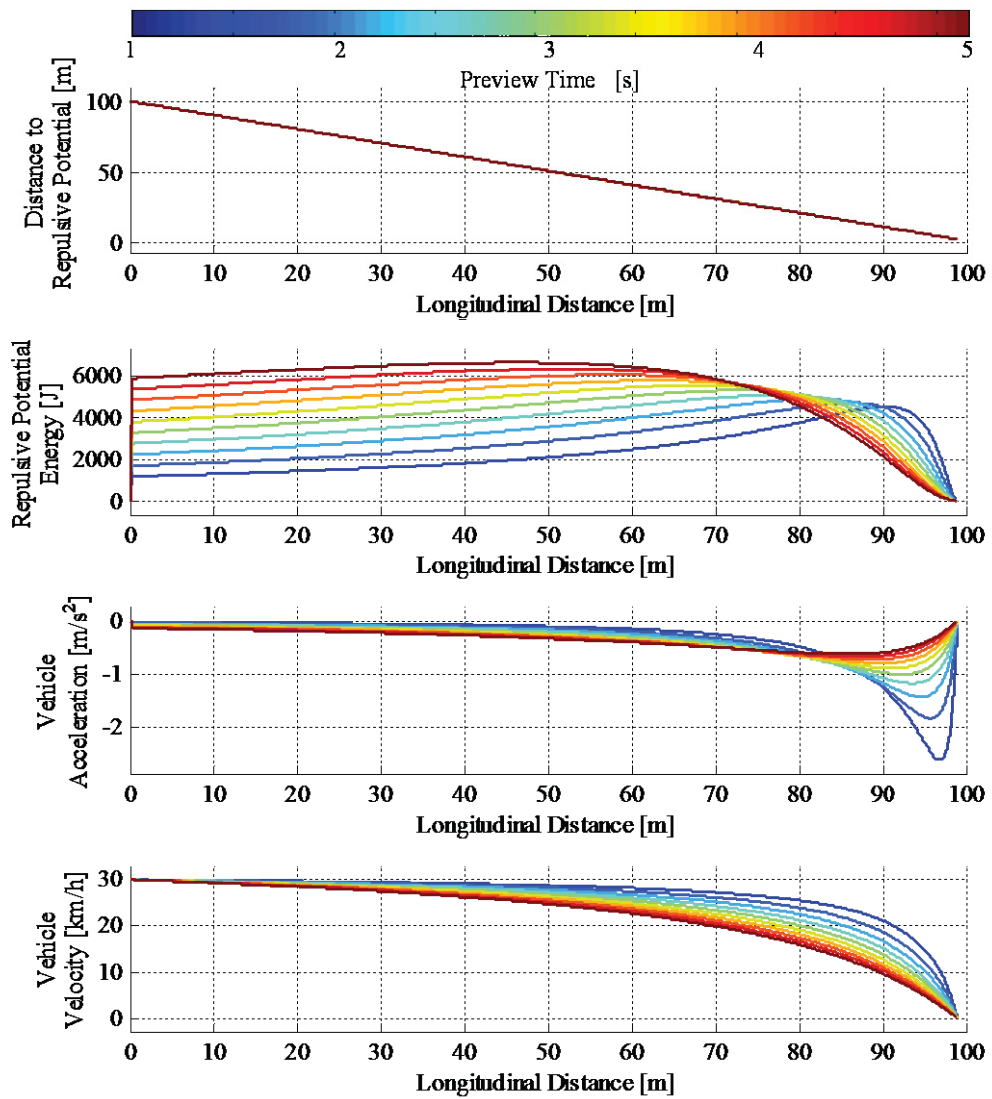 1 2 3 4 5
Preview Time [s]
Distance to
Repulsive Potential [m]
100
50
0
0 10 20 30 40 50 60 70 80 90 100
Longitudinal Distance [m]
Repulsive Potential
Energy [J]
6000
4000
2000
0
0 10 20 30 40 50 60 70 80 90 100
Longitudinal Distance [m]
Vehicle
Acceleration [m/s²]
0
-1
-2
0 10 20 30 40 50 60 70 80 90 100
Longitudinal Distance [m]
Vehicle
Velocity [km/h]
30
20
10
0
0 10 20 30 40 50 60 70 80 90 100
Longitudinal Distance [m]